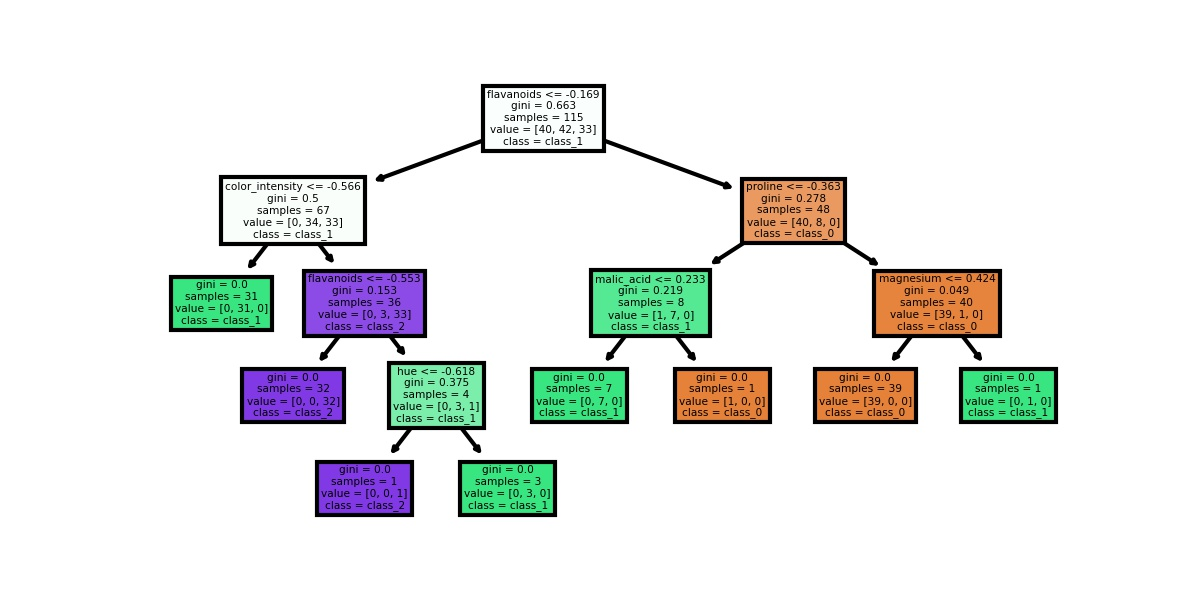 flavanoids <= -0.169
gini = 0.663
samples = 115
value = [40, 42, 33]
class = class_1
color_intensity <= -0.566
gini = 0.5
samples = 67
value = [0, 34, 33]
class = class_1
proline <= -0.363
gini = 0.278
samples = 48
value = [40, 8, 0]
class = class_0
gini = 0.0
samples = 31
value = [0, 31, 0]
class = class_1
flavanoids <= -0.553
gini = 0.153
samples = 36
value = [0, 3, 33]
class = class_2
malic_acid <= 0.233
gini = 0.219
samples = 8
value = [1, 7, 0]
class = class_1
magnesium <= 0.424
gini = 0.049
samples = 40
value = [39, 1, 0]
class = class_0
gini = 0.0
samples = 32
value = [0, 0, 32]
class = class_2
hue <= -0.618
gini = 0.375
samples = 4
value = [0, 3, 1]
class = class_1
gini = 0.0
samples = 7
value = [0, 7, 0]
class = class_1
gini = 0.0
samples = 1
value = [1, 0, 0]
class = class_0
gini = 0.0
samples = 39
value = [39, 0, 0]
class = class_0
gini = 0.0
samples = 1
value = [0, 1, 0]
class = class_1
gini = 0.0
samples = 1
value = [0, 0, 1]
class = class_2
gini = 0.0
samples = 3
value = [0, 3, 0]
class = class_1